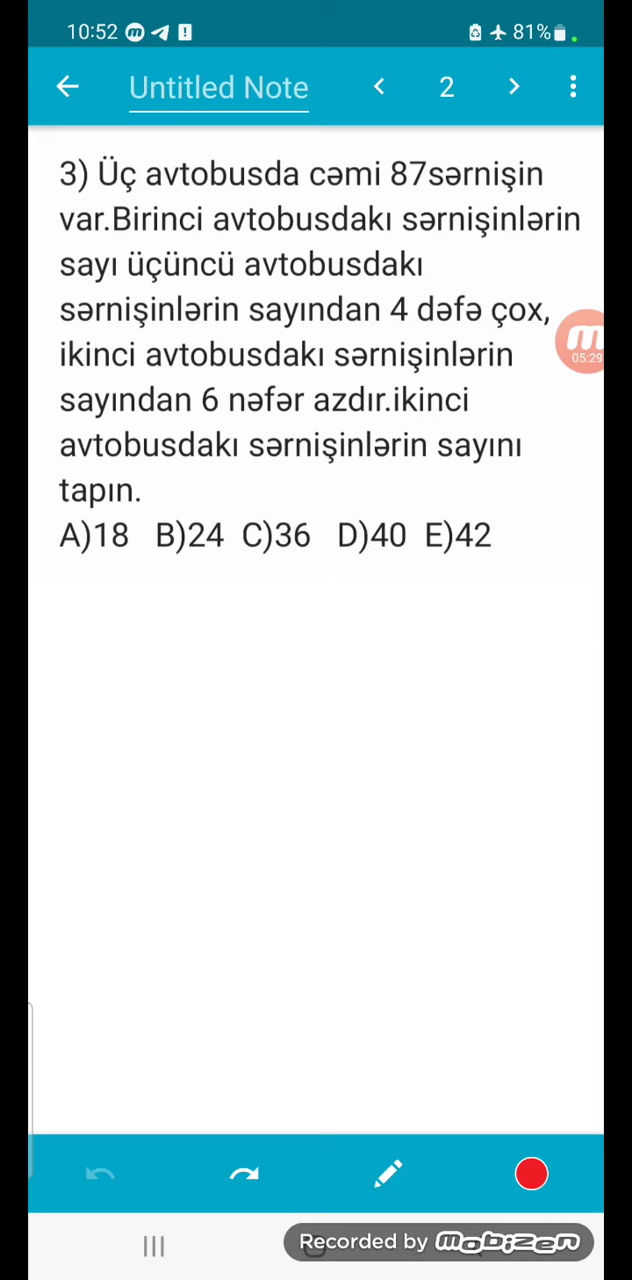 10:52 81%
Untitled Note 2
3) Üç avtobusda cəmi 87sərnişin
var.Birinci avtobusdakı sərnişinlərin
sayı üçüncü avtobusdakı
sərnişinlərin sayından 4 dəfə çox,
ikinci avtobusdakı sərnişinlərin
sayından 6 nəfər azdır.ikinci
avtobusdakı sərnişinlərin sayını
tapın.
A)18 B)24 C)36 D)40 E)42
m
05:29
Recorded by mobizen